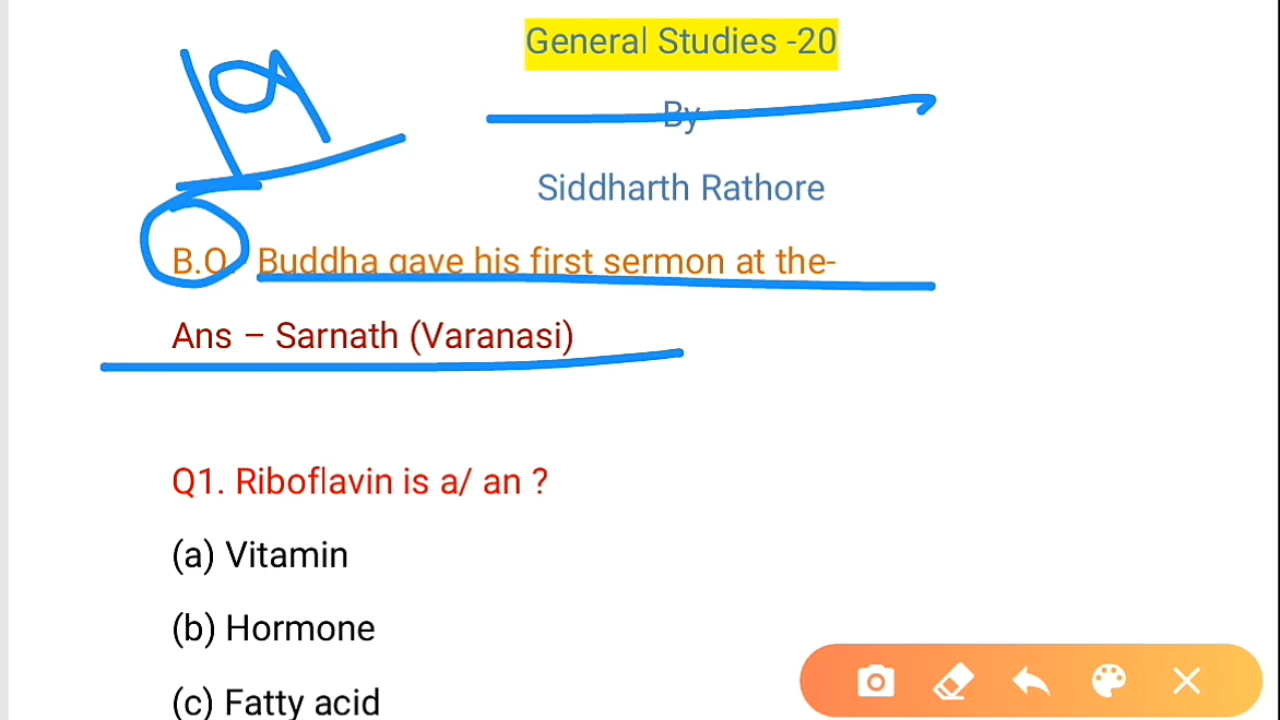 General Studies -20
By
Siddharth Rathore
19
B.Q. Buddha gave his first sermon at the-
Ans – Sarnath (Varanasi)
Q1. Riboflavin is a/ an ?
(a) Vitamin
(b) Hormone
(c) Fatty acid